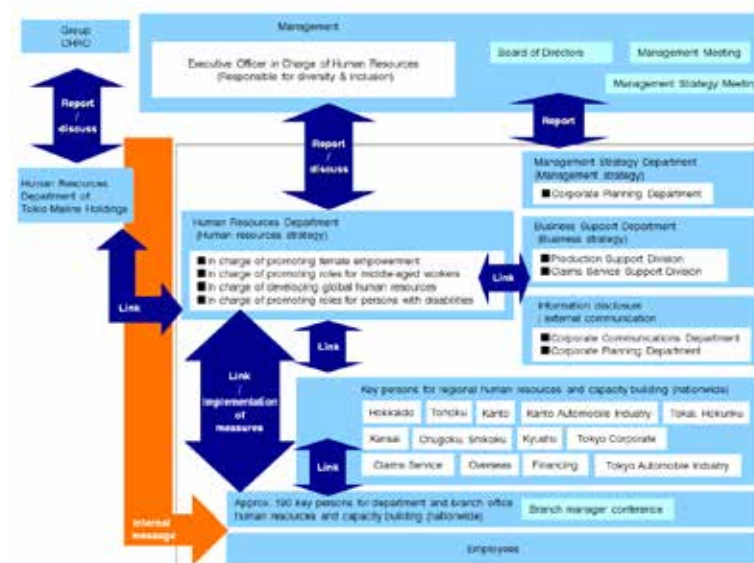 Group
CHRO
Management
Executive Officer in Charge of Human Resources
(Responsible for diversity & inclusion)
Board of Directors
Management Meeting
Management Strategy Meeting
Report
/
discuss
Report
/
discuss
Report
Human Resources
Department of
Tokio Marine Holdings
Human Resources Department
(Human resources strategy)
■In charge of promoting female empowerment
■In charge of promoting roles for middle-aged workers
■In charge of developing global human resources
■In charge of promoting roles for persons with disabilities
Management Strategy Department
(Management strategy)
■Corporate Planning Department
Business Support Department
(Business strategy)
■Production Support Division
■Claims Service Support Division
Information disclosure
/ external communication
■Corporate Communications Department
■Corporate Planning Department
Link
Link
Link
Link
/
implementation
of
measures
Key persons for regional human resources and capacity building (nationwide)
Hokkaido
Tohoku
Kanto
Kanto Automobile Industry
Tokai, Hokuriku
Kansai
Chugoku, Shikoku
Kyushu
Tokyo Corporate
Claims Service
Overseas
Financing
Tokyo Automobile Industry
Link
Approx. 190 key persons for department and branch office
human resources and capacity building (nationwide)
Branch manager conference
Internal
message
Employees